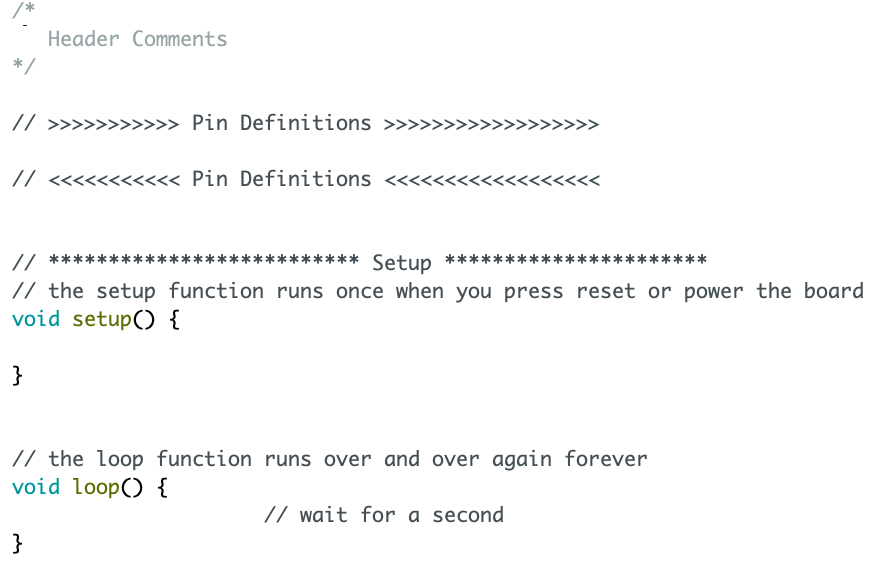 /*
   Header Comments
*/
// >>>>>>>>>>> Pin Definitions >>>>>>>>>>>>>>>>>>
// <<<<<<<<<<< Pin Definitions <<<<<<<<<<<<<<<<<<
// ************************** Setup **********************
// the setup function runs once when you press reset or power the board
void setup() {
}
// the loop function runs over and over again forever
void loop() {
                     // wait for a second
}